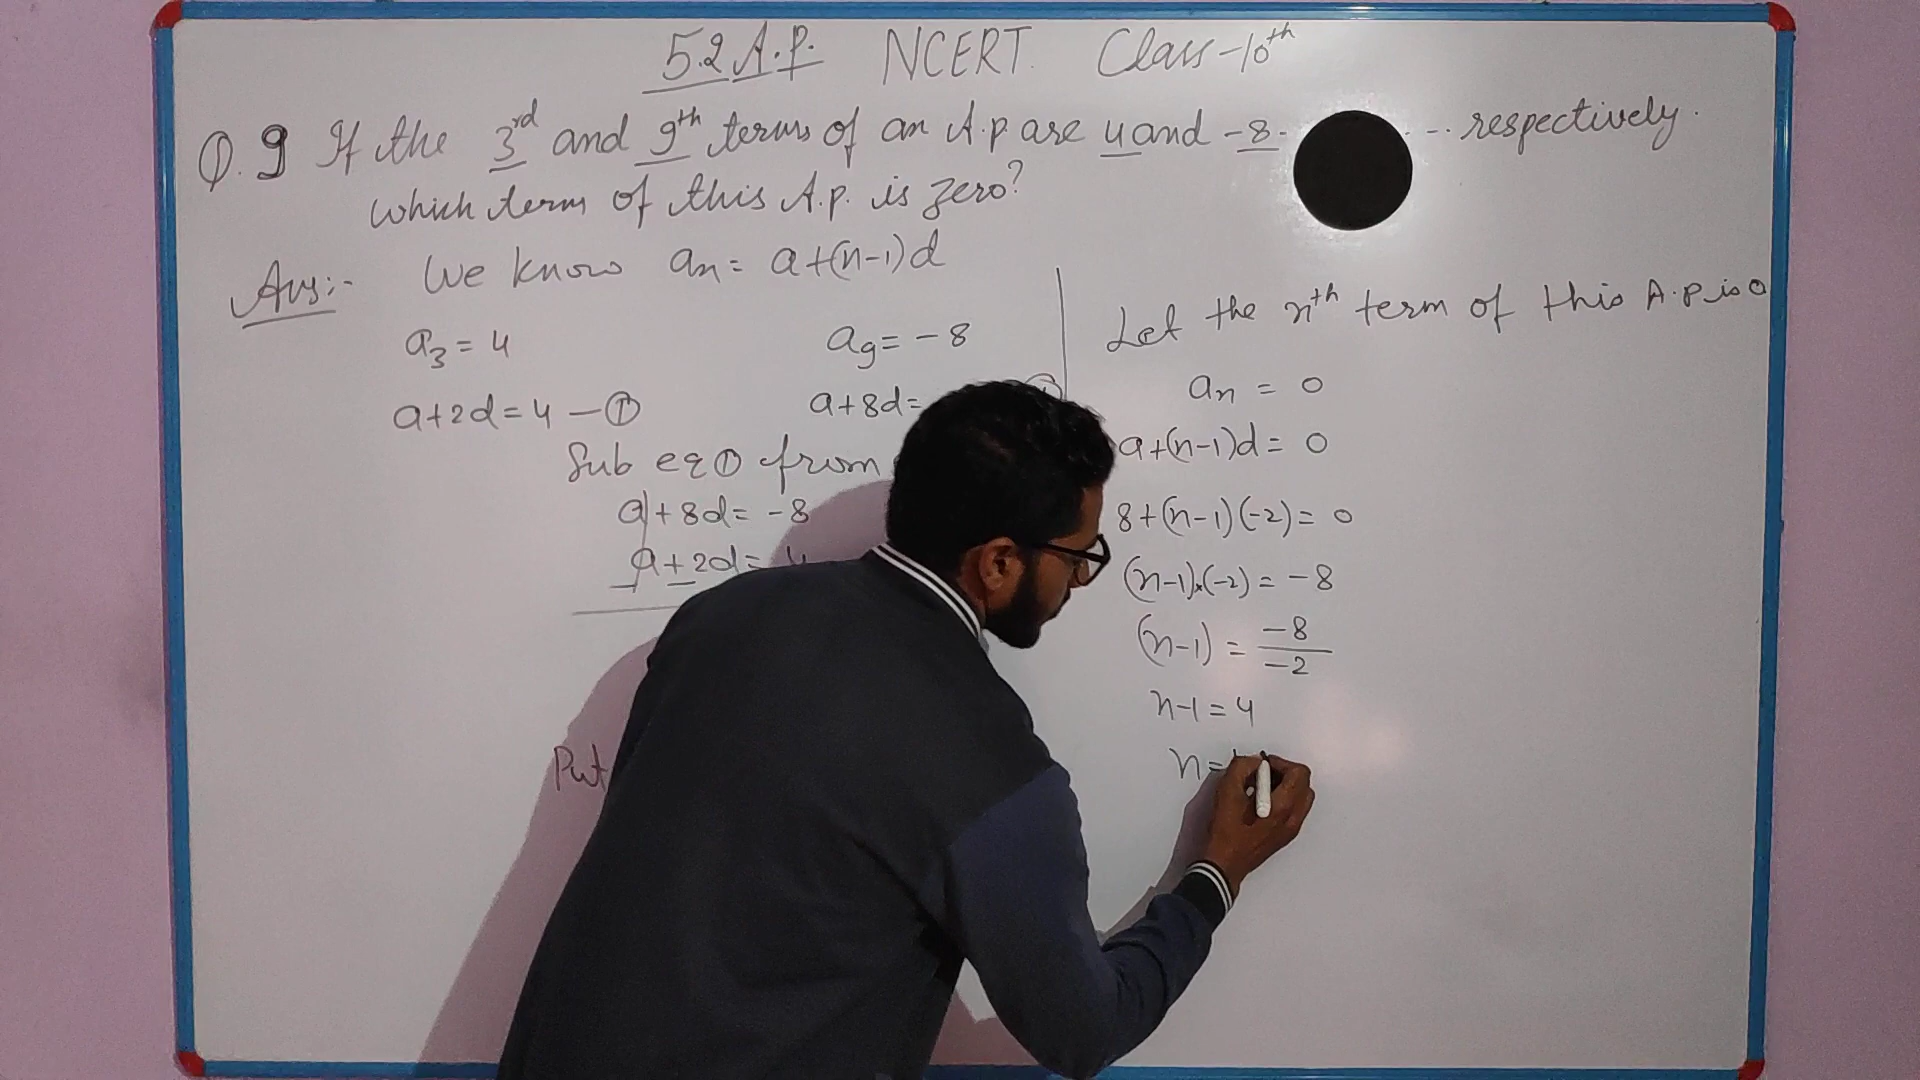 5.2 A.P. NCERT. Class-10th
Q.9 If the 3rd and 9th terms of an A.p are 4 and -8 - -- respectively.
which term of this A.p. is zero?
Ans:- We know an = a+(n-1)d
a3 = 4 a9 = -8
a+2d = 4 —① a+8d=
Sub eq ① from
a+8d= -8
a+2d= 4
Put
Let the nth term of this A.p is 0
an = 0
a+(n-1)d = 0
8+(n-1)(-2) = 0
(n-1)×(-2) = -8
(n-1) = -8/-2
n-1 = 4
n=